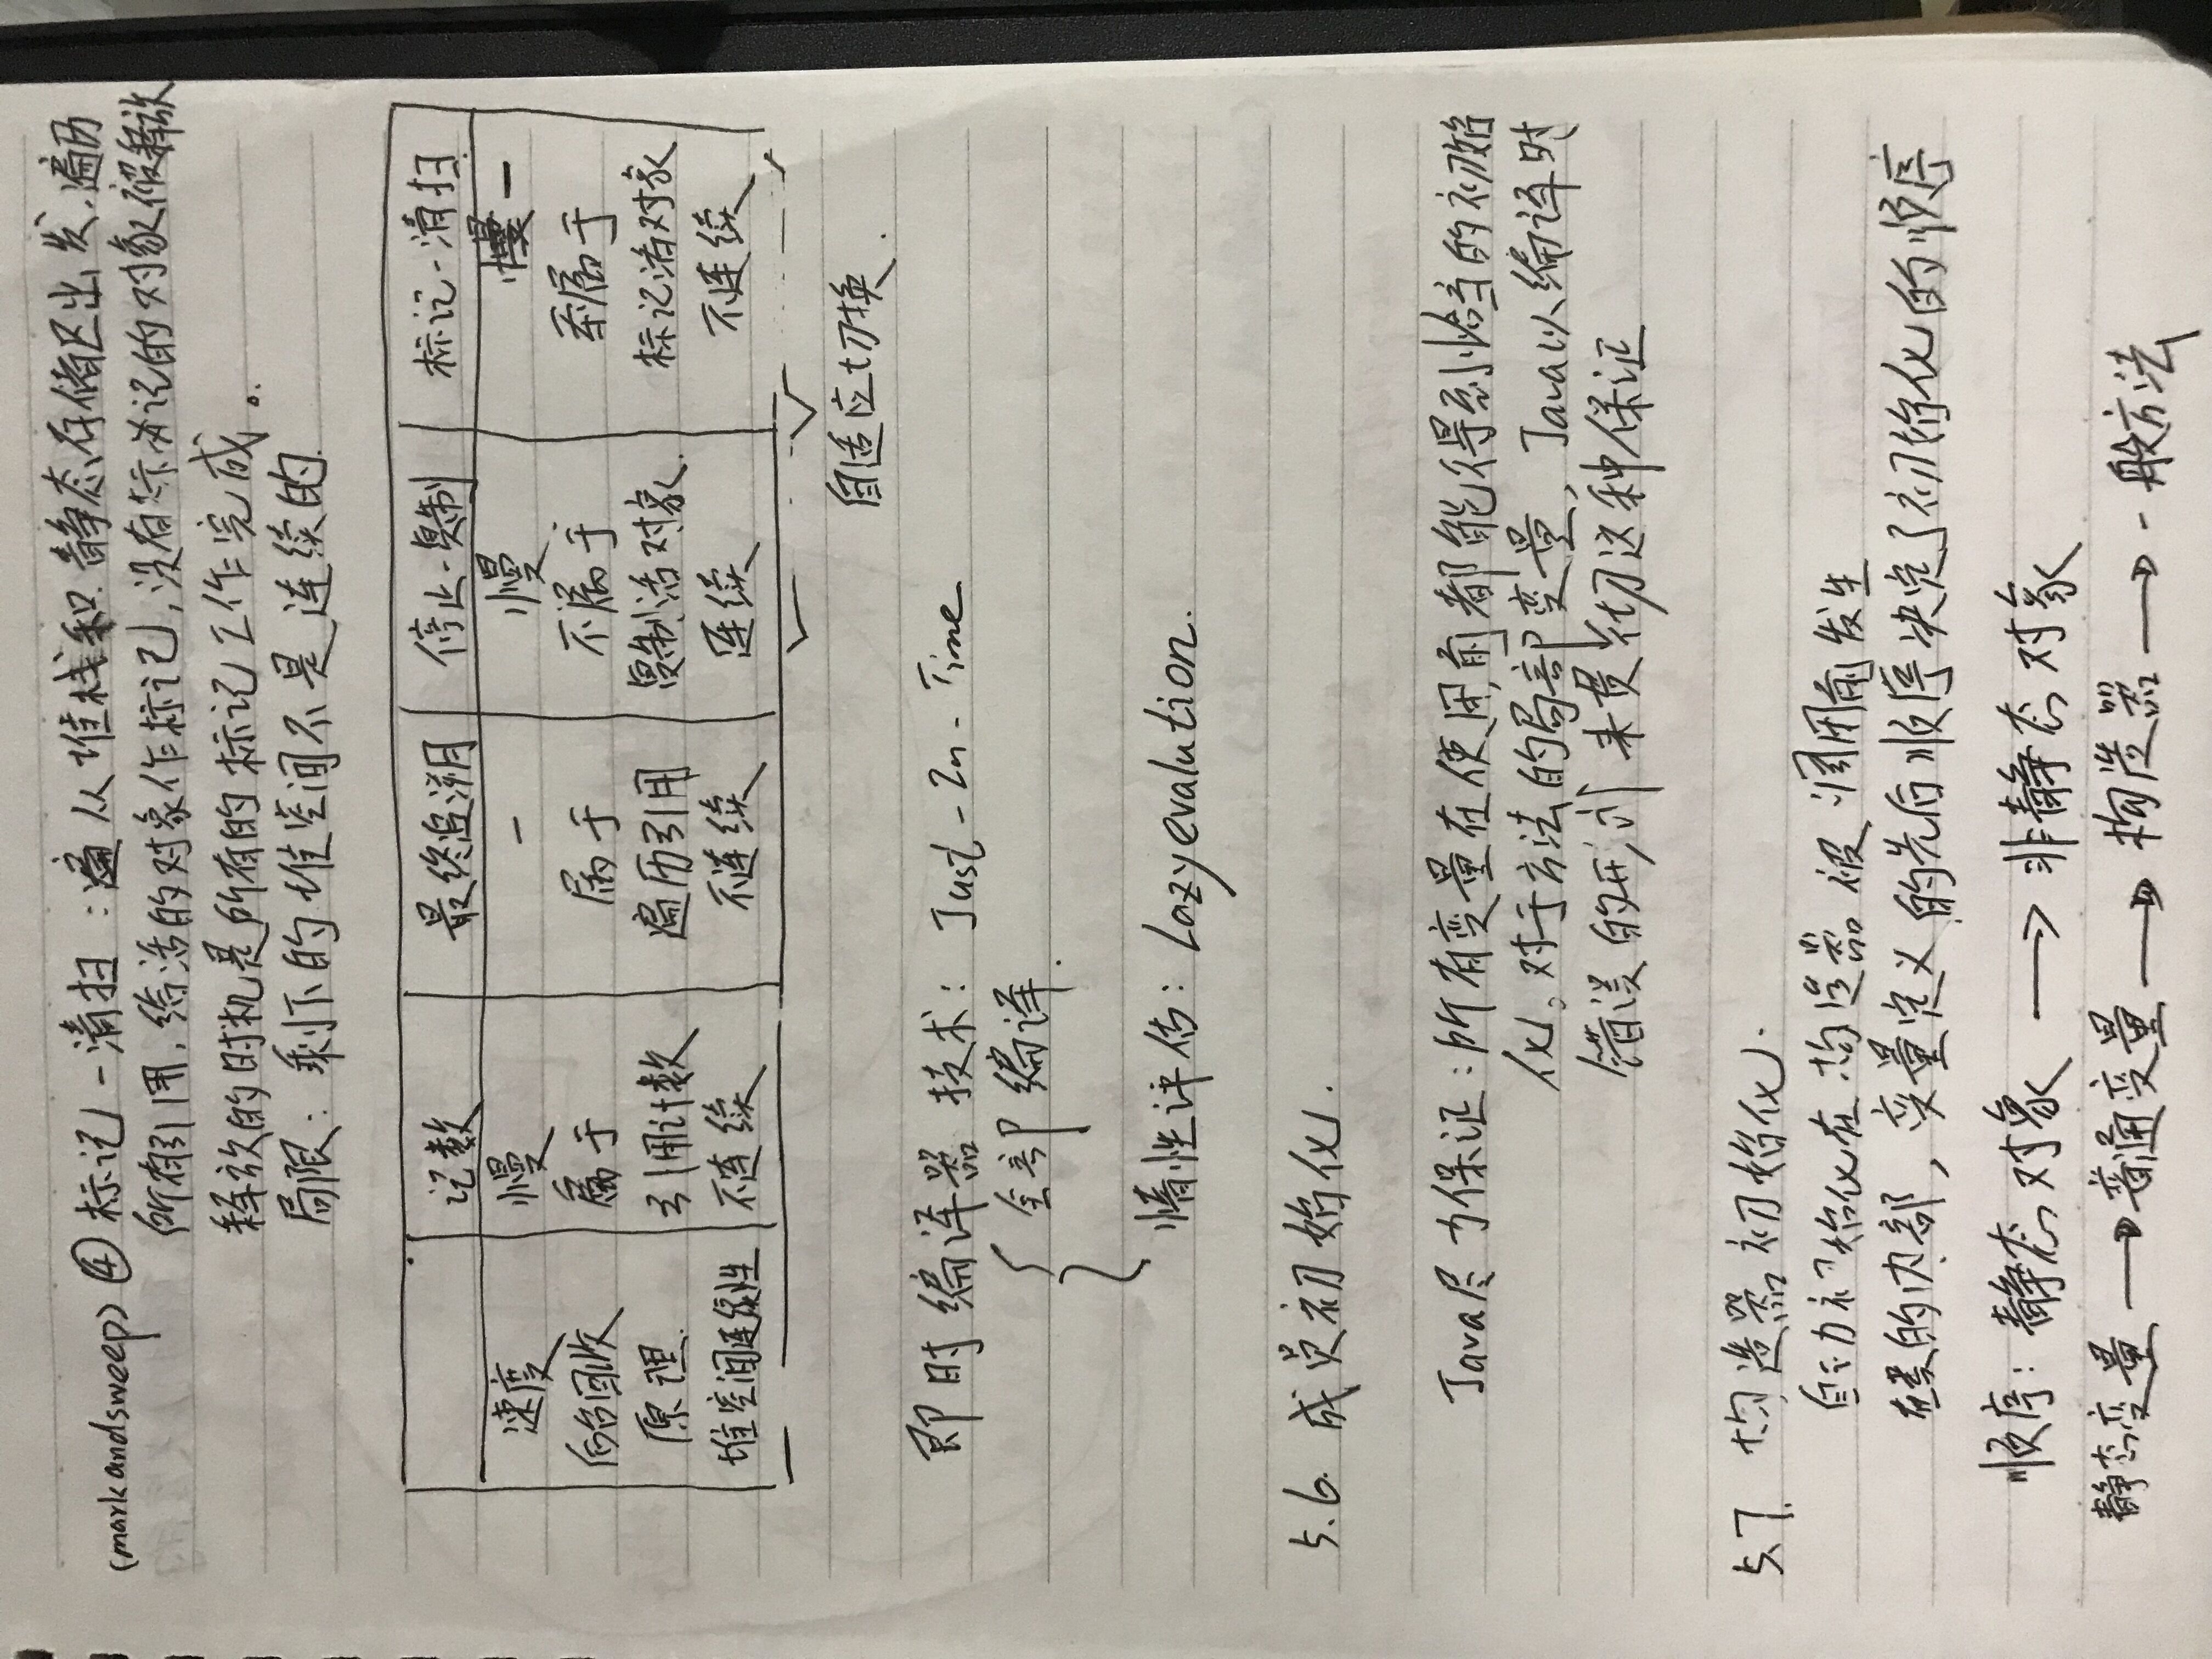 (mark and sweep) ④ 标记-清扫：从堆栈和静态存储区出发,遍历
所有引用,给活的对象作标记,没有标记的对象被释放
释放的时机是所有的标记工作完成。
局限：剩下的堆空间不是连续的.
记数 最终追溯 停止-复制 标记-清扫
速度 慢 - 慢 -
后台回收 属于 属于 不属于 不属于
原理. 引用计数 遍历引用 复制活对象. 标记活对象
堆空间连续性 不连续 不连续 连续 不连续
自适应切换.
即时编译器技术：Just-In-Time
全部编译.
惰性评估：Lazy evalution.
5.6. 成员初始化.
Java尽力保证：所有变量在使用前都能得到恰当的初始
化。对于方法的局部变量,Java以编译时
错误的形式来贯彻这种保证
5.7. 构造器初始化.
自动初始化在构造器被调用前发生
在类的内部,变量定义的先后顺序决定了初始化的顺序
顺序：静态对象 → 非静态对象
静态变量 → 普通变量 → 构造器 → 一般方法